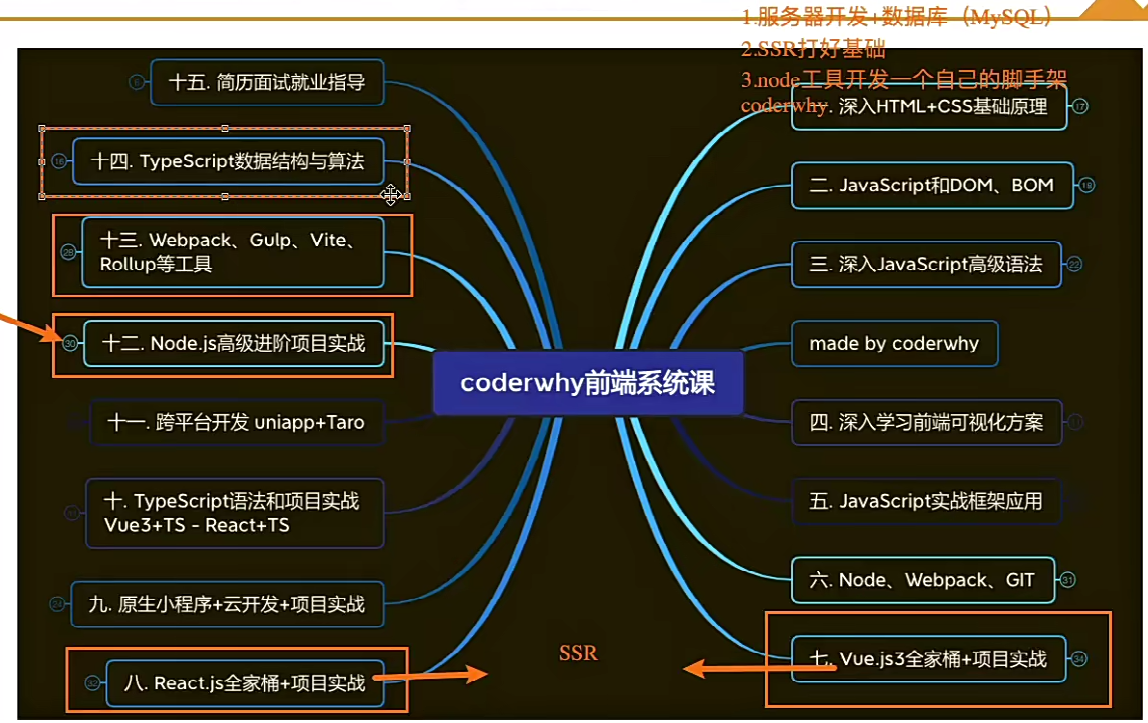 1.服务器开发+数据库（MySQL）
2.SSR打好基础
3.node工具开发一个自己的脚手架
coderwhy
一. 深入HTML+CSS基础原理
17
二. JavaScript和DOM、BOM
三. 深入JavaScript高级语法
22
made by coderwhy
四. 深入学习前端可视化方案
五. JavaScript实战框架应用
六. Node、Webpack、GIT
31
七. Vue.js3全家桶+项目实战
34
coderwhy前端系统课
十五. 简历面试就业指导
十四. TypeScript数据结构与算法
十三. Webpack、Gulp、Vite、
Rollup等工具
28
十二. Node.js高级进阶项目实战
30
十一. 跨平台开发 uniapp+Taro
十. TypeScript语法和项目实战
Vue3+TS - React+TS
九. 原生小程序+云开发+项目实战
24
八. React.js全家桶+项目实战
32
SSR